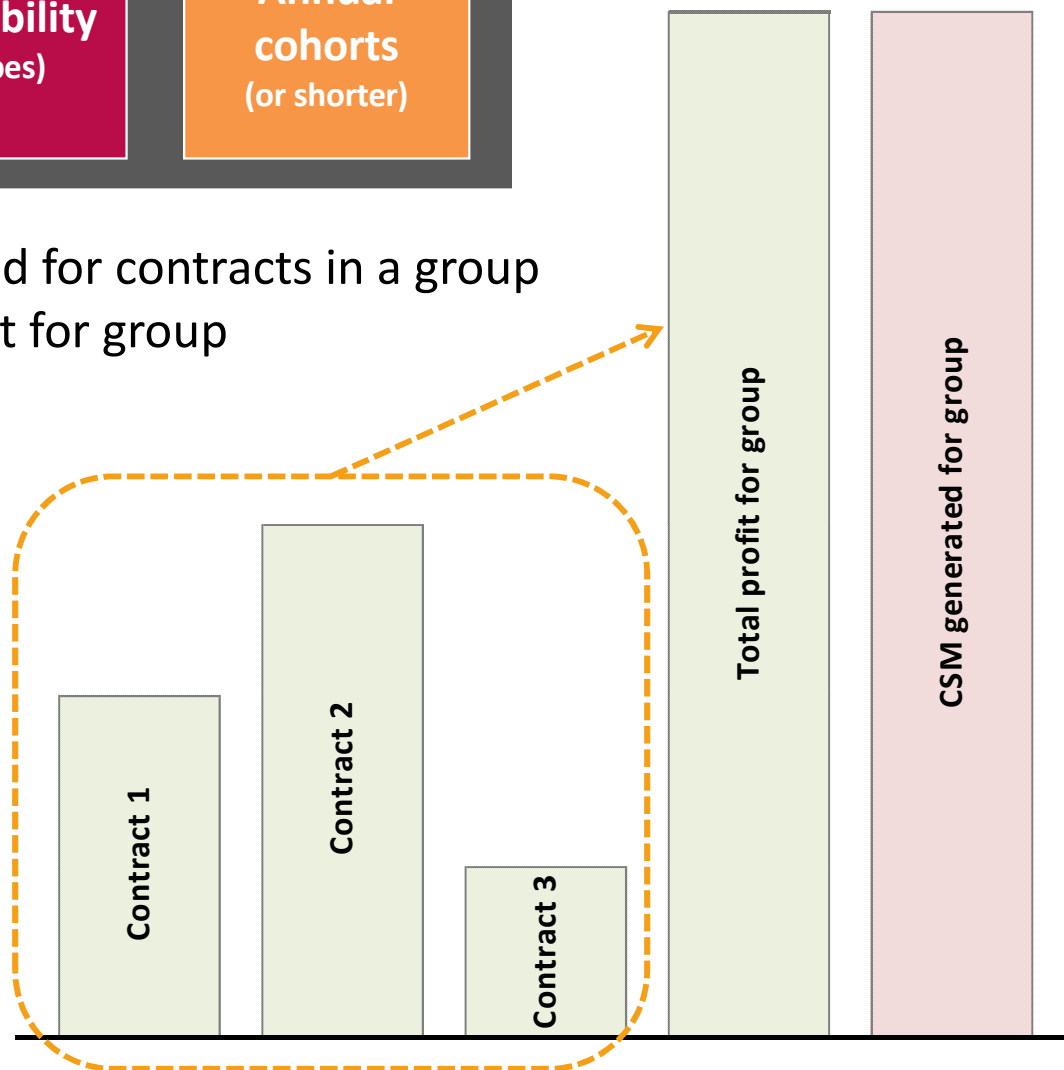 bility
pes)
Annual
cohorts
(or shorter)
d for contracts in a group
t for group
Contract 1
Contract 2
Contract 3
Total profit for group
CSM generated for group